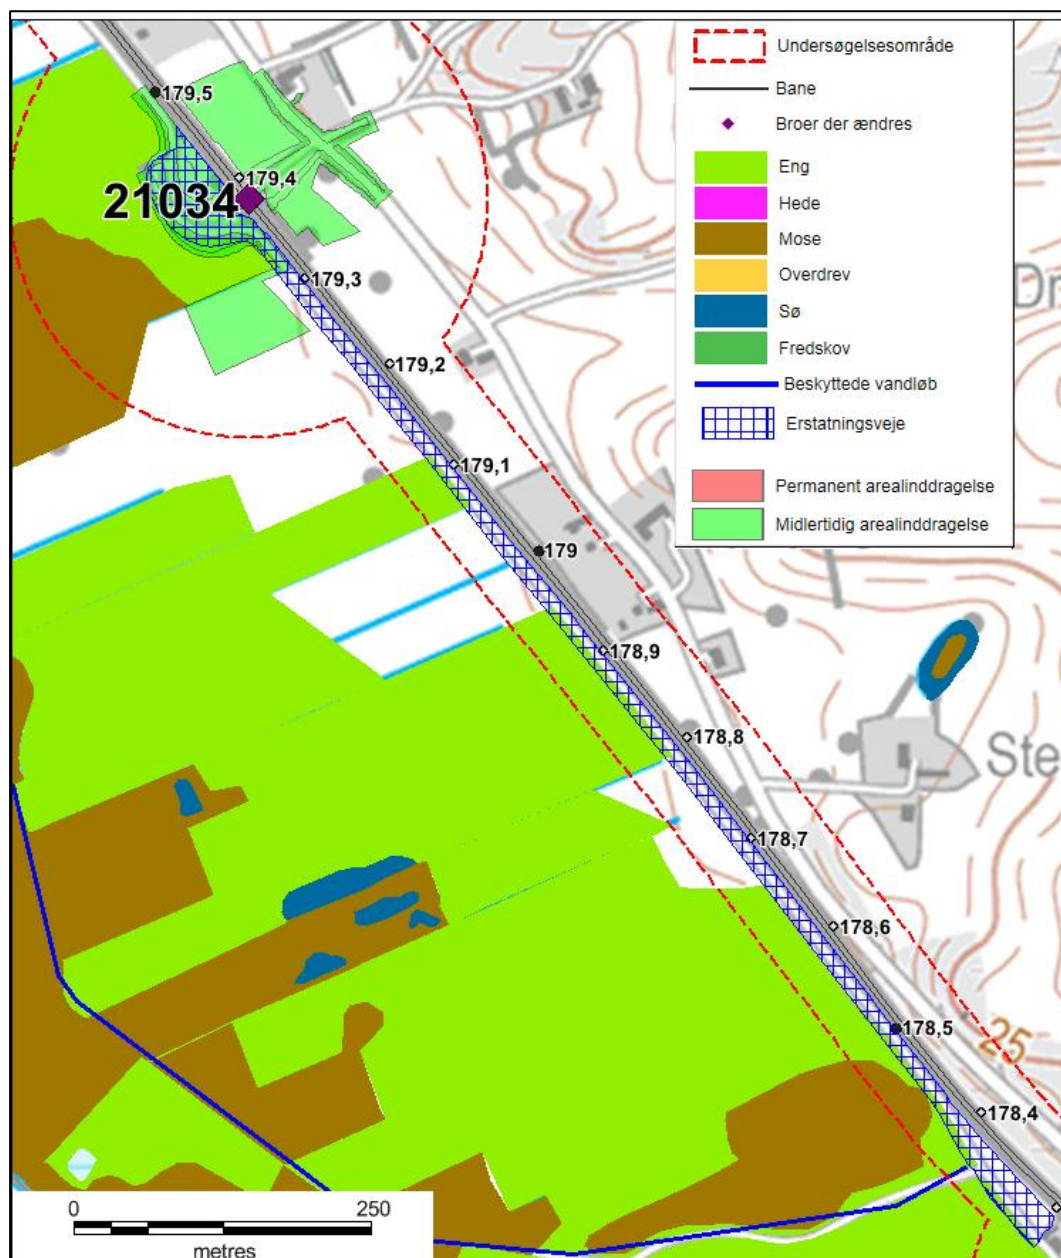 Undersøgelsesområde
Bane
Broer der ændres
Eng
Hede
Mose
Overdrev
Sø
Fredskov
Beskyttede vandløb
Erstatningsveje
Permanent arealinddragelse
Midlertidig arealinddragelse
179,5
179,4
21034
179,3
Dr
179,2
179,1
179
178,9
178,8
Ste
178,7
178,6
178,5
25
178,4
0 250
metres